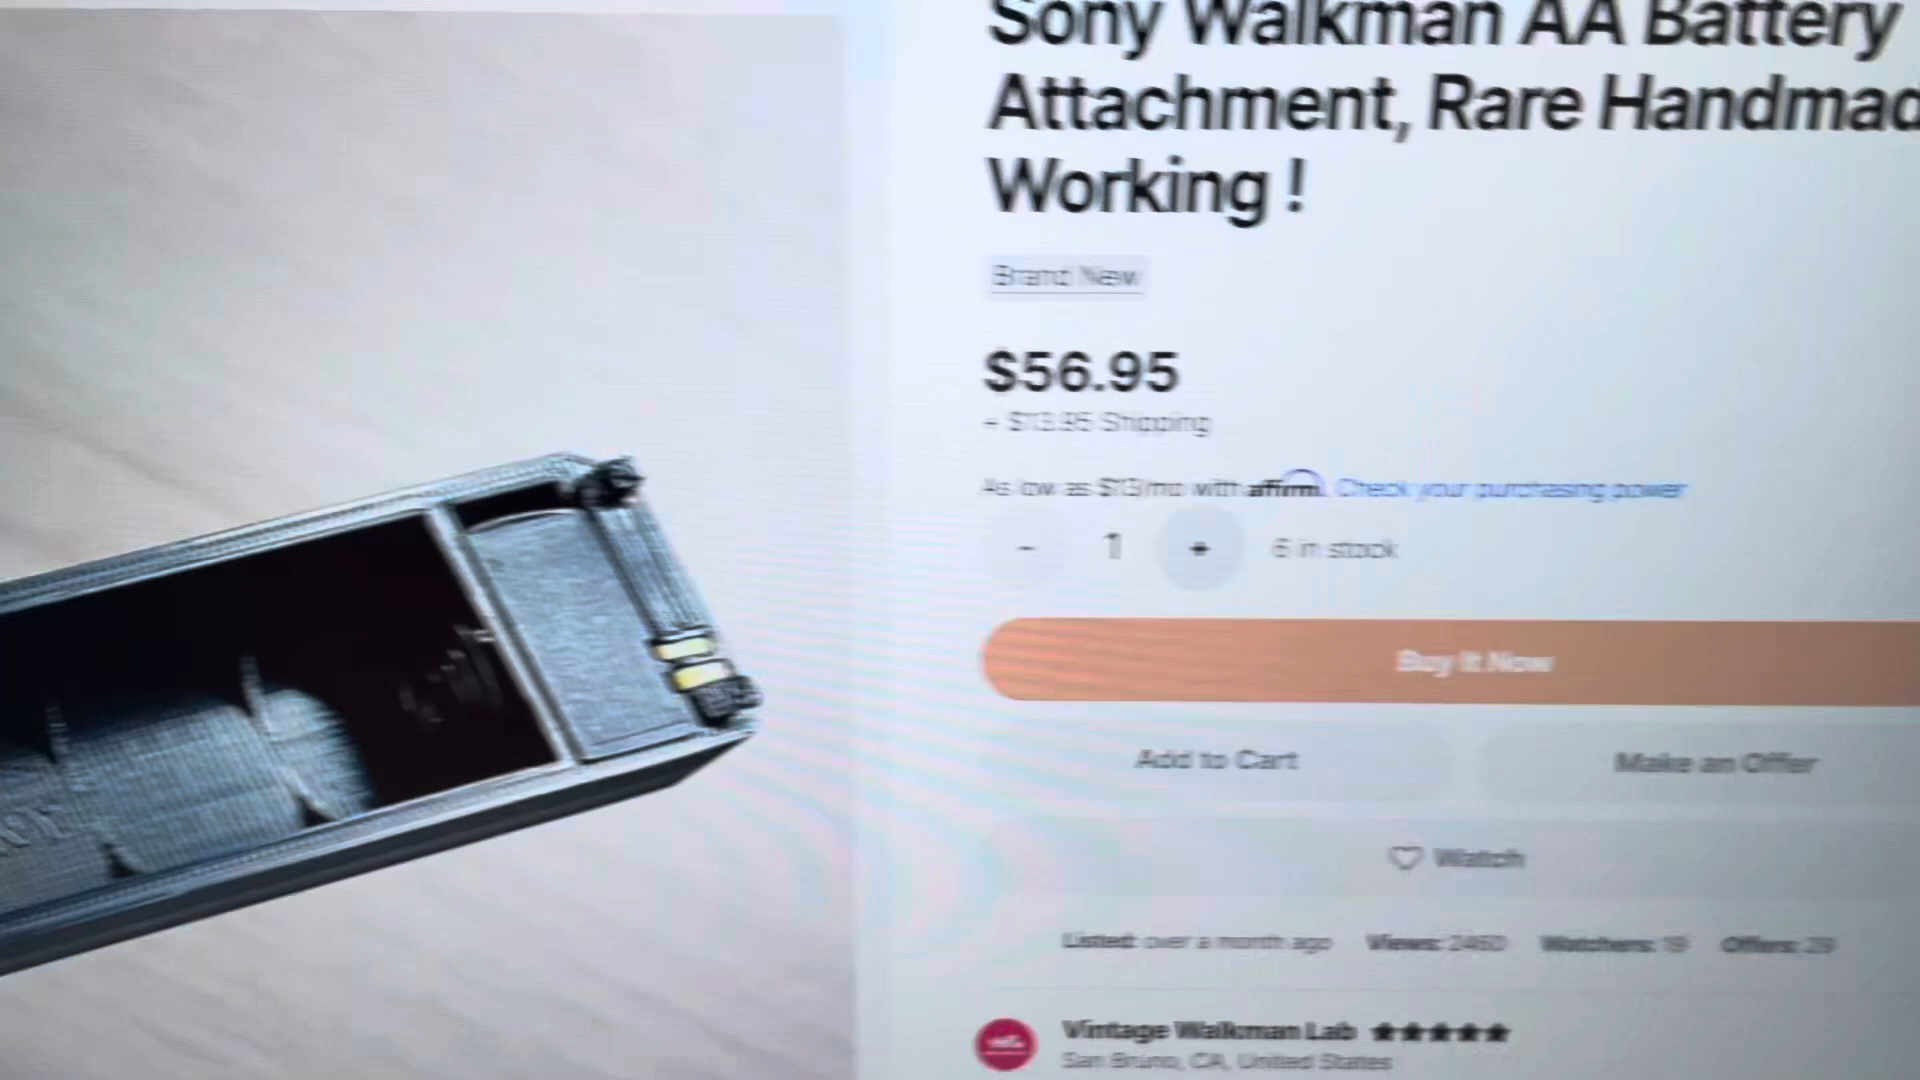 Sony Walkman AA Battery
Attachment, Rare Handmad
Working !
Brand New
$56.95
+ $13.95 Shipping
As low as $13/mo with affirm. Check your purchasing power
- 1 + 6 in stock
Buy It Now
Add to Cart
Make an Offer
Watch
Listed: over a month ago Views: 2460 Watchers: 19 Offers: 29
Vintage Walkman Lab ★★★★★
San Bruno, CA, United States